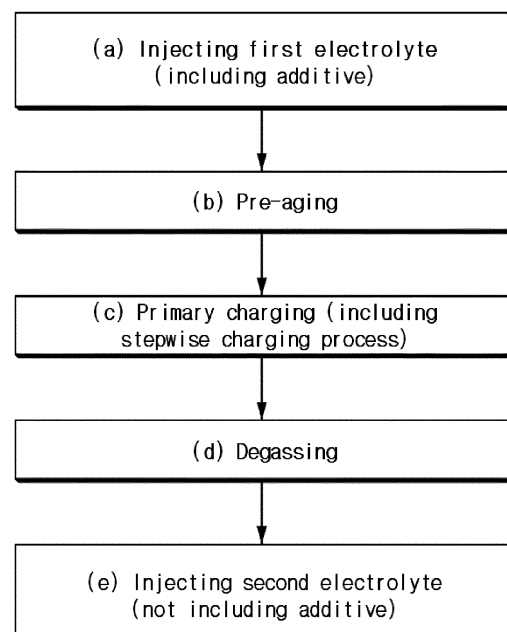 (a) Injecting first electrolyte
(including additive)
(b) Pre-aging
(c) Primary charging (including
stepwise charging process)
(d) Degassing
(e) Injecting second electrolyte
(not including additive)